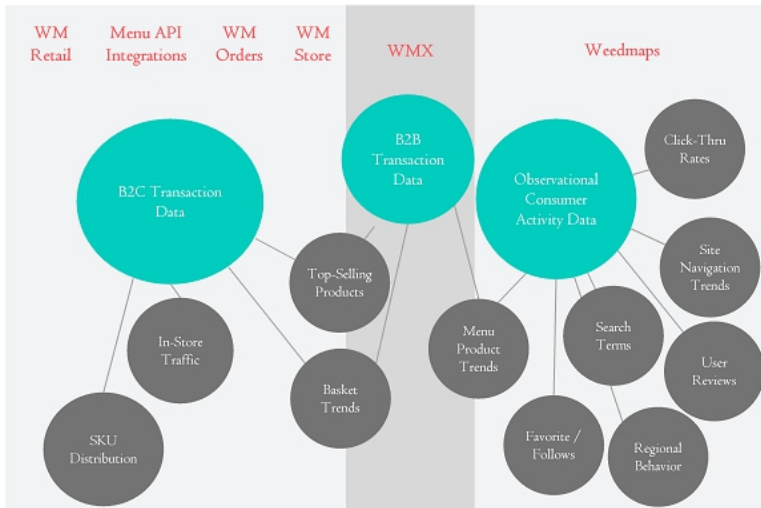 WM
Retail
Menu API
Integrations
WM
Orders
WM
Store
WMX
Weedmaps
B2C Transaction
Data
B2B
Transaction
Data
Observational
Consumer
Activity Data
Click-Thru
Rates
Site
Navigation
Trends
Top-Selling
Products
In-Store
Traffic
Menu
Product
Trends
Search
Terms
User
Reviews
Basket
Trends
SKU
Distribution
Favorite /
Follows
Regional
Behavior